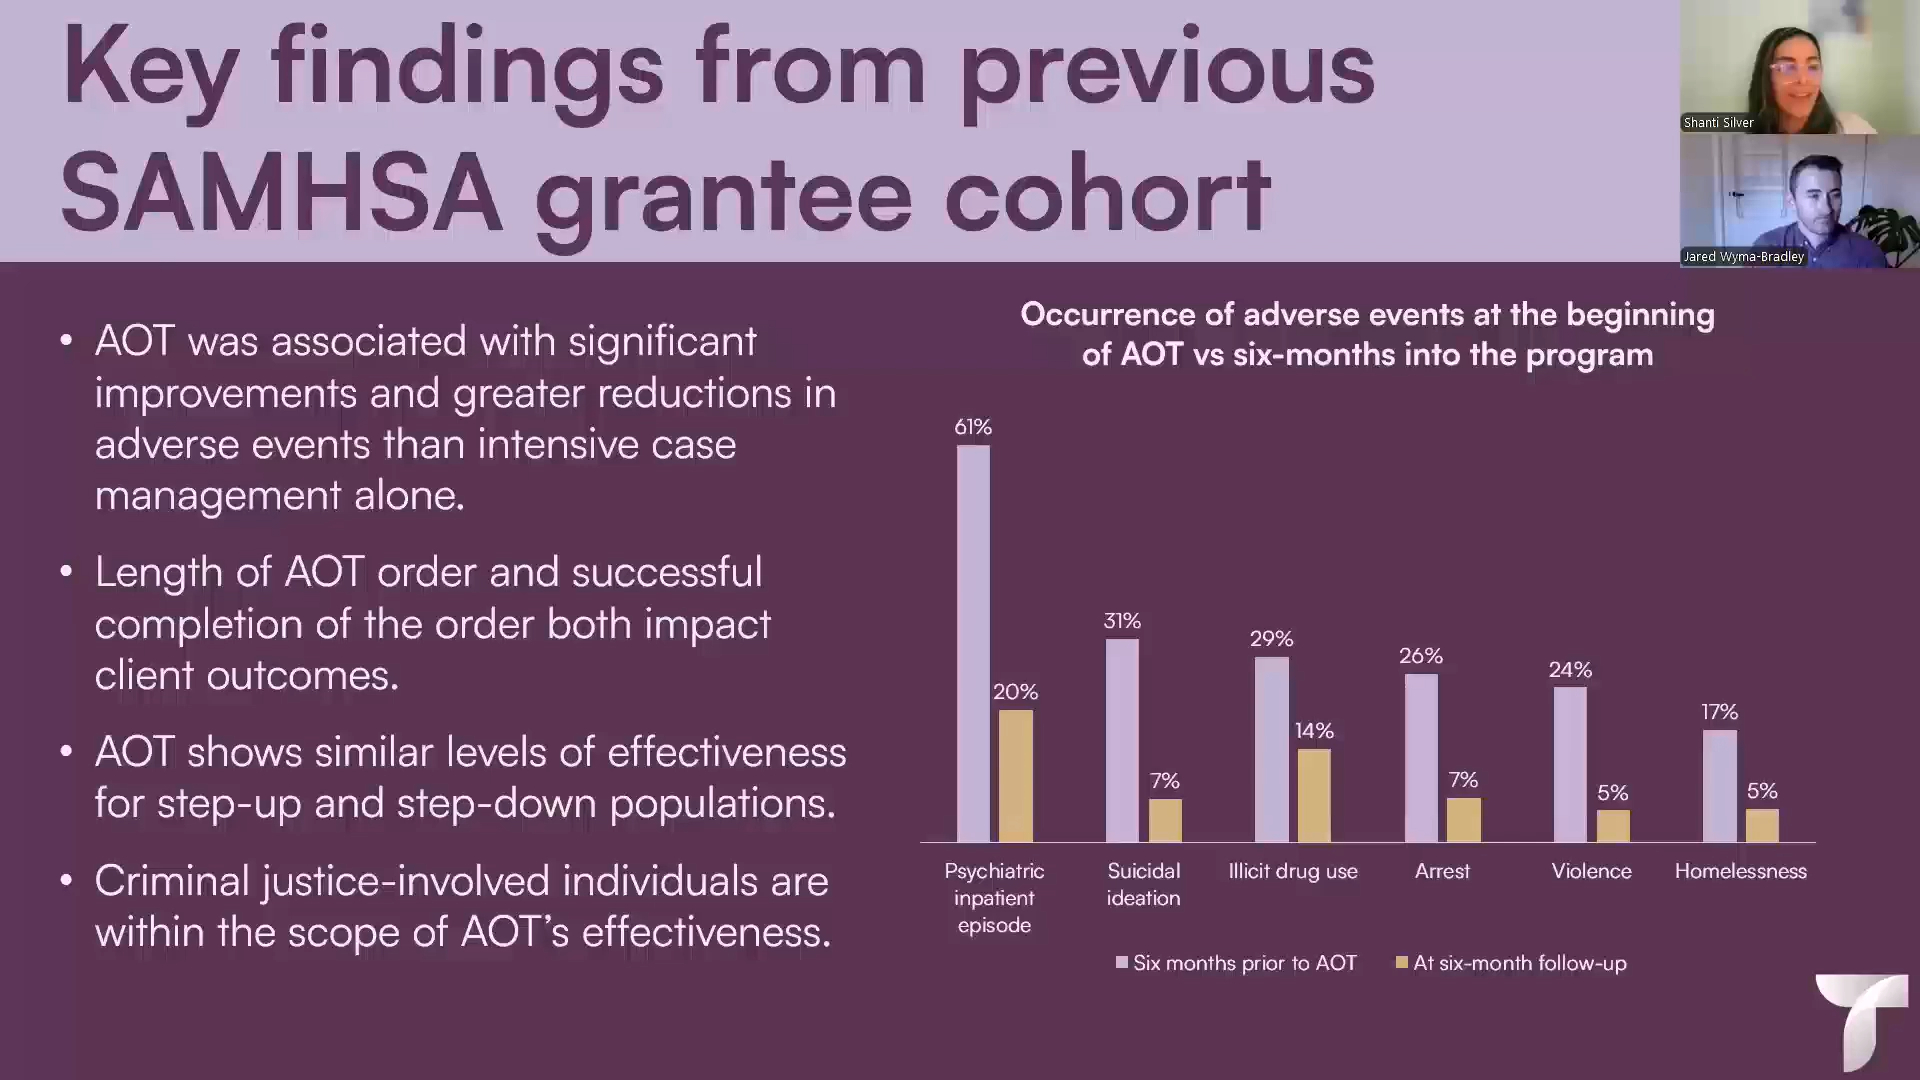 Key findings from previous
SAMHSA grantee cohort
Shanti Silver
Jared Wyma-Bradley
• AOT was associated with significant
improvements and greater reductions in
adverse events than intensive case
management alone.
• Length of AOT order and successful
completion of the order both impact
client outcomes.
• AOT shows similar levels of effectiveness
for step-up and step-down populations.
• Criminal justice-involved individuals are
within the scope of AOT’s effectiveness.
Occurrence of adverse events at the beginning
of AOT vs six-months into the program
61%
20%
31%
7%
29%
14%
26%
7%
24%
5%
17%
5%
Psychiatric
inpatient
episode
Suicidal
ideation
Illicit drug use
Arrest
Violence
Homelessness
Six months prior to AOT
At six-month follow-up